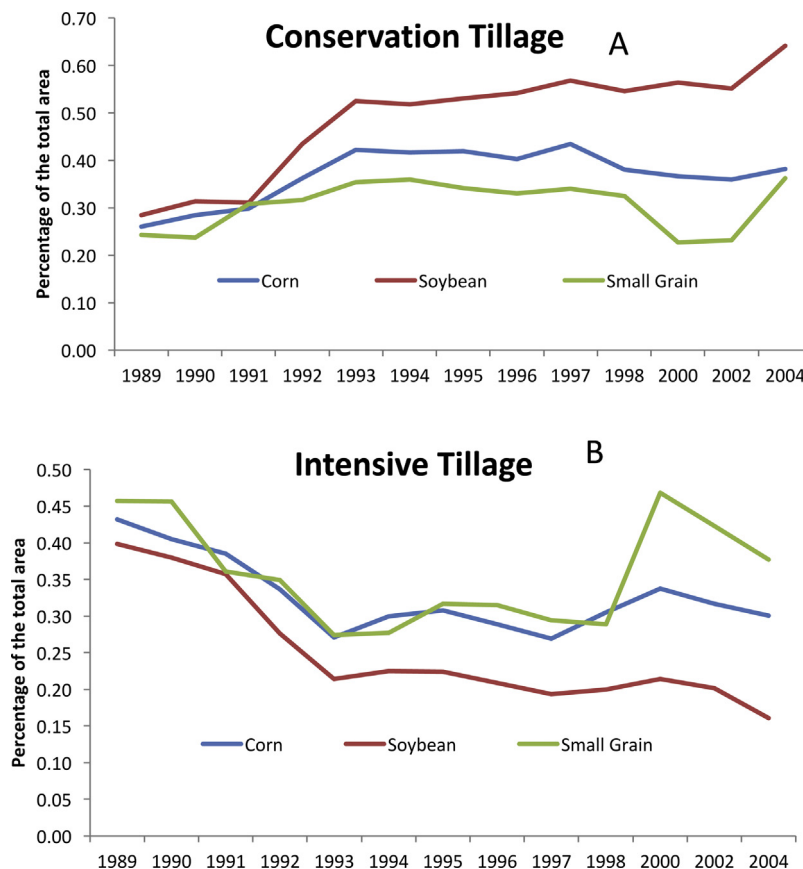 Conservation Tillage A
Percentage of the total area
0.70
0.60
0.50
0.40
0.30
0.20
0.10
0.00
Corn Soybean Small Grain
1989 1990 1991 1992 1993 1994 1995 1996 1997 1998 2000 2002 2004
Intensive Tillage B
Percentage of the total area
0.50
0.45
0.40
0.35
0.30
0.25
0.20
0.15
0.10
0.05
0.00
Corn Soybean Small Grain
1989 1990 1991 1992 1993 1994 1995 1996 1997 1998 2000 2002 2004